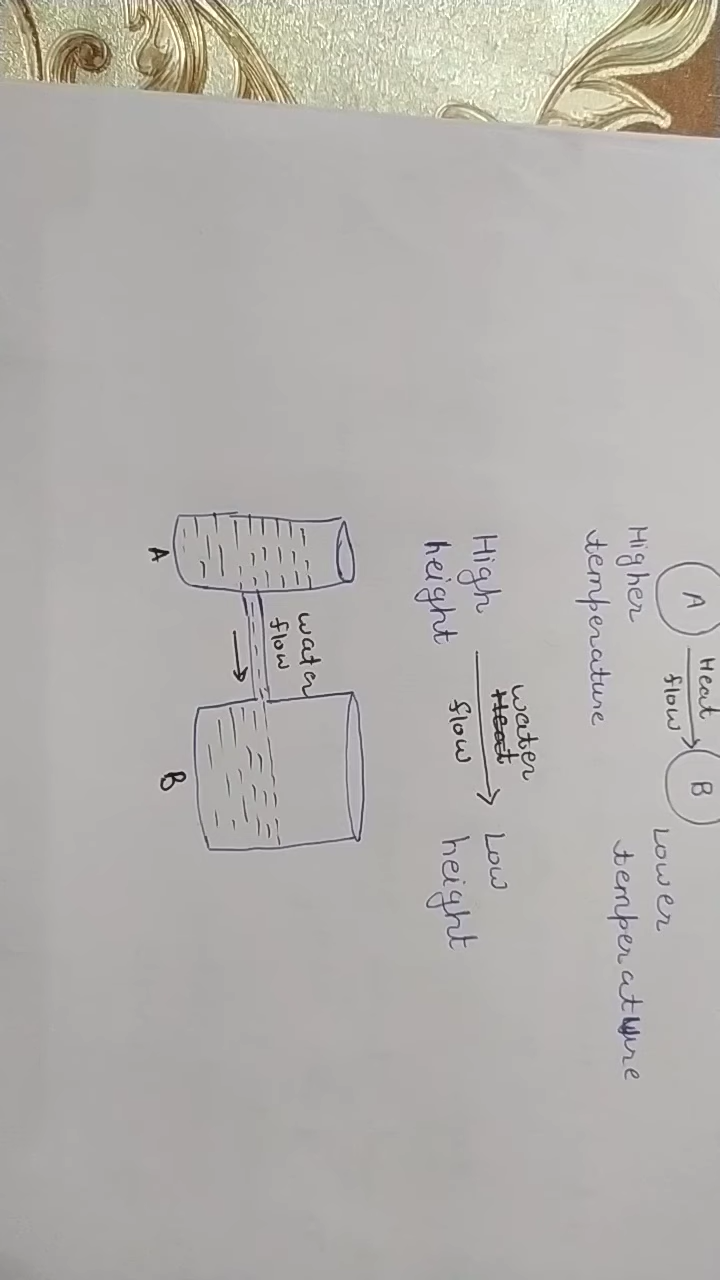 A Heat flow B
Higher temperature
Lower temperature
High height
water
Heat
flow
Low height
water flow
A
B